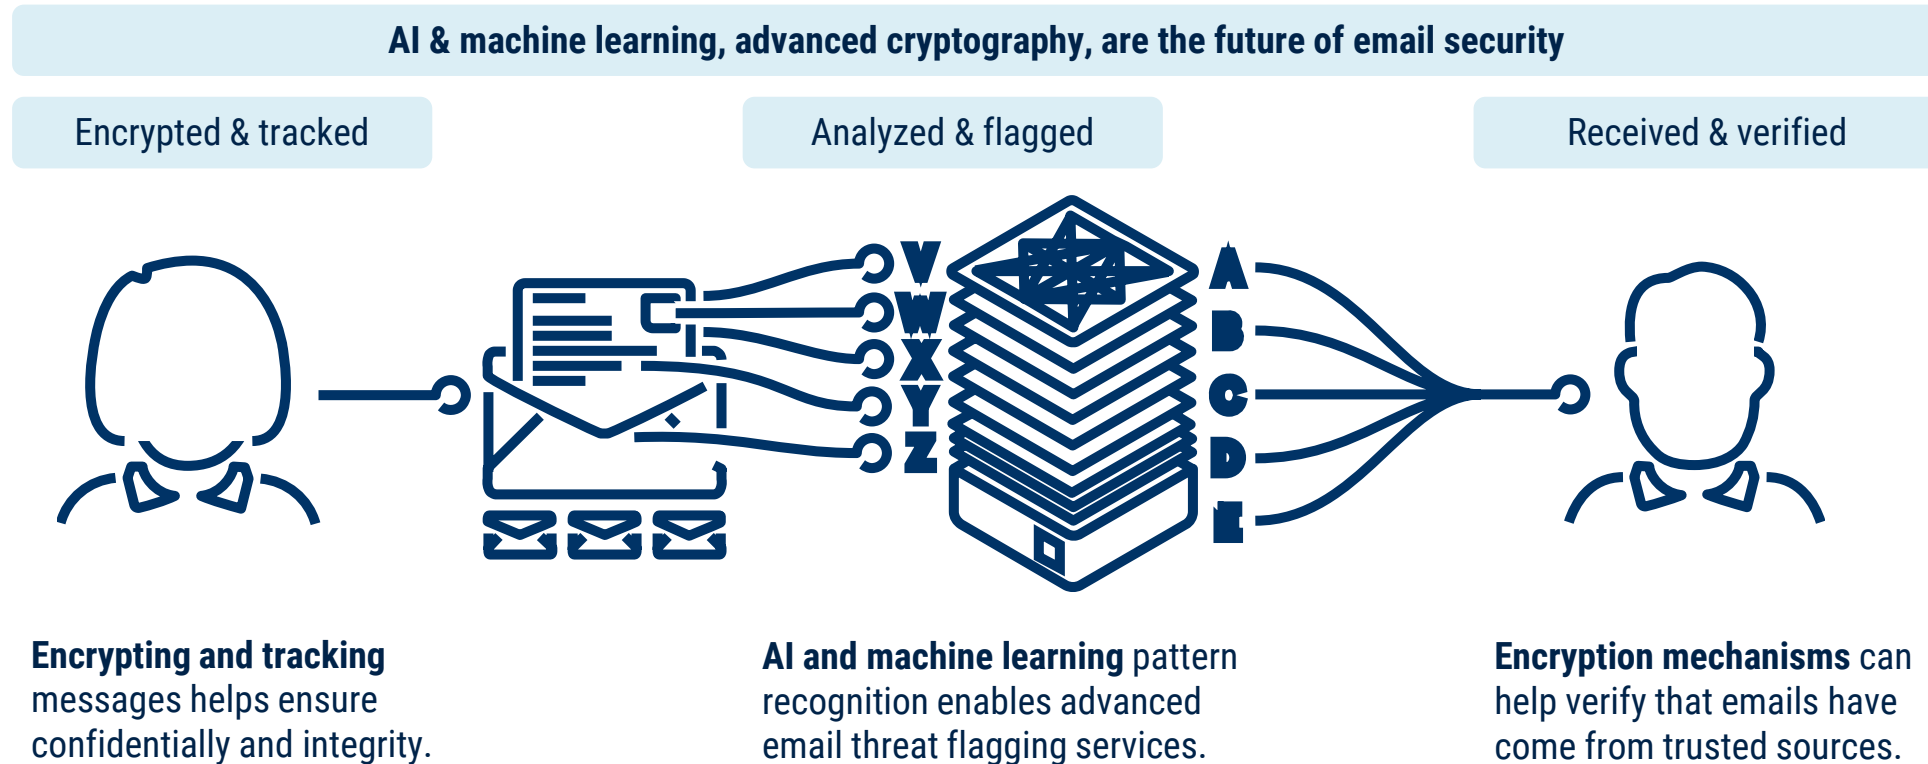 AI & machine learning, advanced cryptography, are the future of email security
Encrypted & tracked
Analyzed & flagged
Received & verified
V
W
X
Y
Z
A
B
C
D
E
Encrypting and tracking
messages helps ensure
confidentially and integrity.
AI and machine learning pattern
recognition enables advanced
email threat flagging services.
Encryption mechanisms can
help verify that emails have
come from trusted sources.